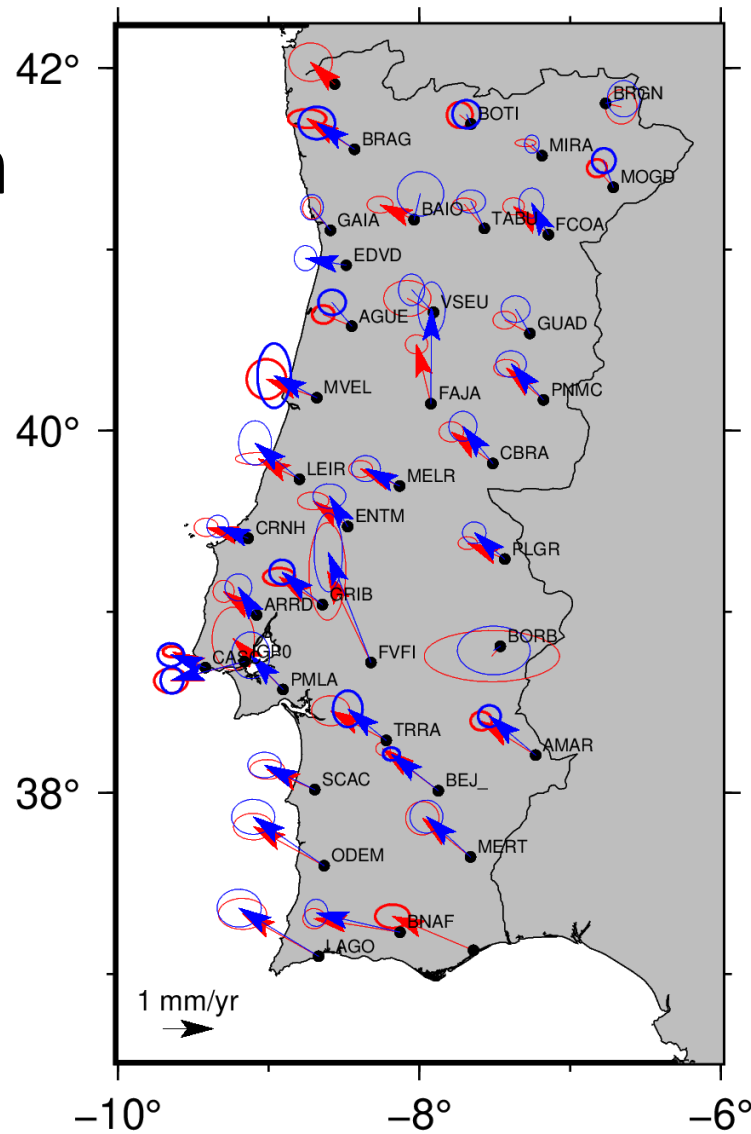 42°
BRGN
BOTI
BRAG
MIRA
MOGD
BAIO
GAIA
TABU
FCOA
EDVD
VSEU
AGUE
GUAD
40°
MVEL
FAJA
PNMC
CBRA
LEIR
MELR
ENTM
CRNH
PLGR
GRIB
ARRD
BORB
GP0
FVFI
PMLA
TRRA
AMAR
38°
SCAC
BEJ_
ODEM
MERT
BNAF
LAGO
1 mm/yr
−10°
−8°
−6°